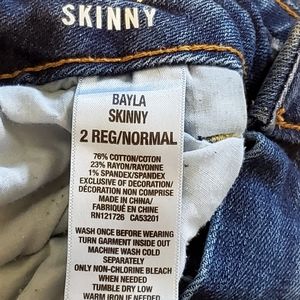 SKINNY
BAYLA
SKINNY
2 REG/NORMAL
76% COTTON/COTON
23% RAYON/RAYONNE
1% SPANDEX/SPANDEX
EXCLUSIVE OF DECORATION/
DÉCORATION NON COMPRISE
MADE IN CHINA/
FABRIQUÉ EN CHINE
RN121726 CA53201
WASH ONCE BEFORE WEARING
TURN GARMENT INSIDE OUT
MACHINE WASH COLD
SEPARATELY
ONLY NON-CHLORINE BLEACH
WHEN NEEDED
TUMBLE DRY LOW
WARM IRON IF NEEDED